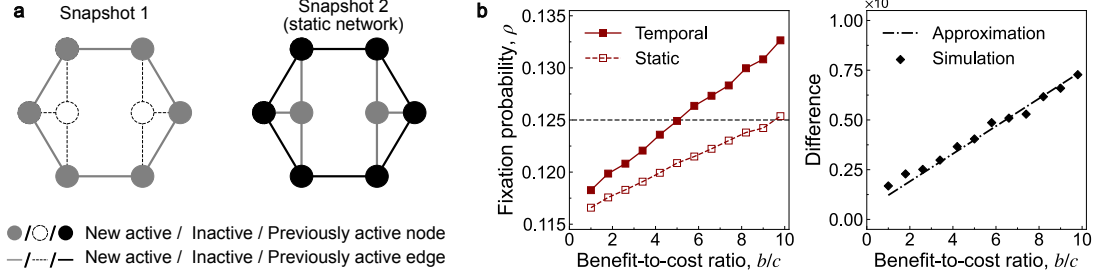 a
Snapshot 1
Snapshot 2
(static network)
/ / New active / Inactive / Previously active node
/ / New active / Inactive / Previously active edge
b
Fixation probability, ρ
0.135
0.130
0.125
0.120
0.115
Temporal
Static
0 2 4 6 8 10
Benefit-to-cost ratio, b/c
Difference
1.00
0.75
0.50
0.25
0.00
Approximation
Simulation
0 2 4 6 8 10
Benefit-to-cost ratio, b/c